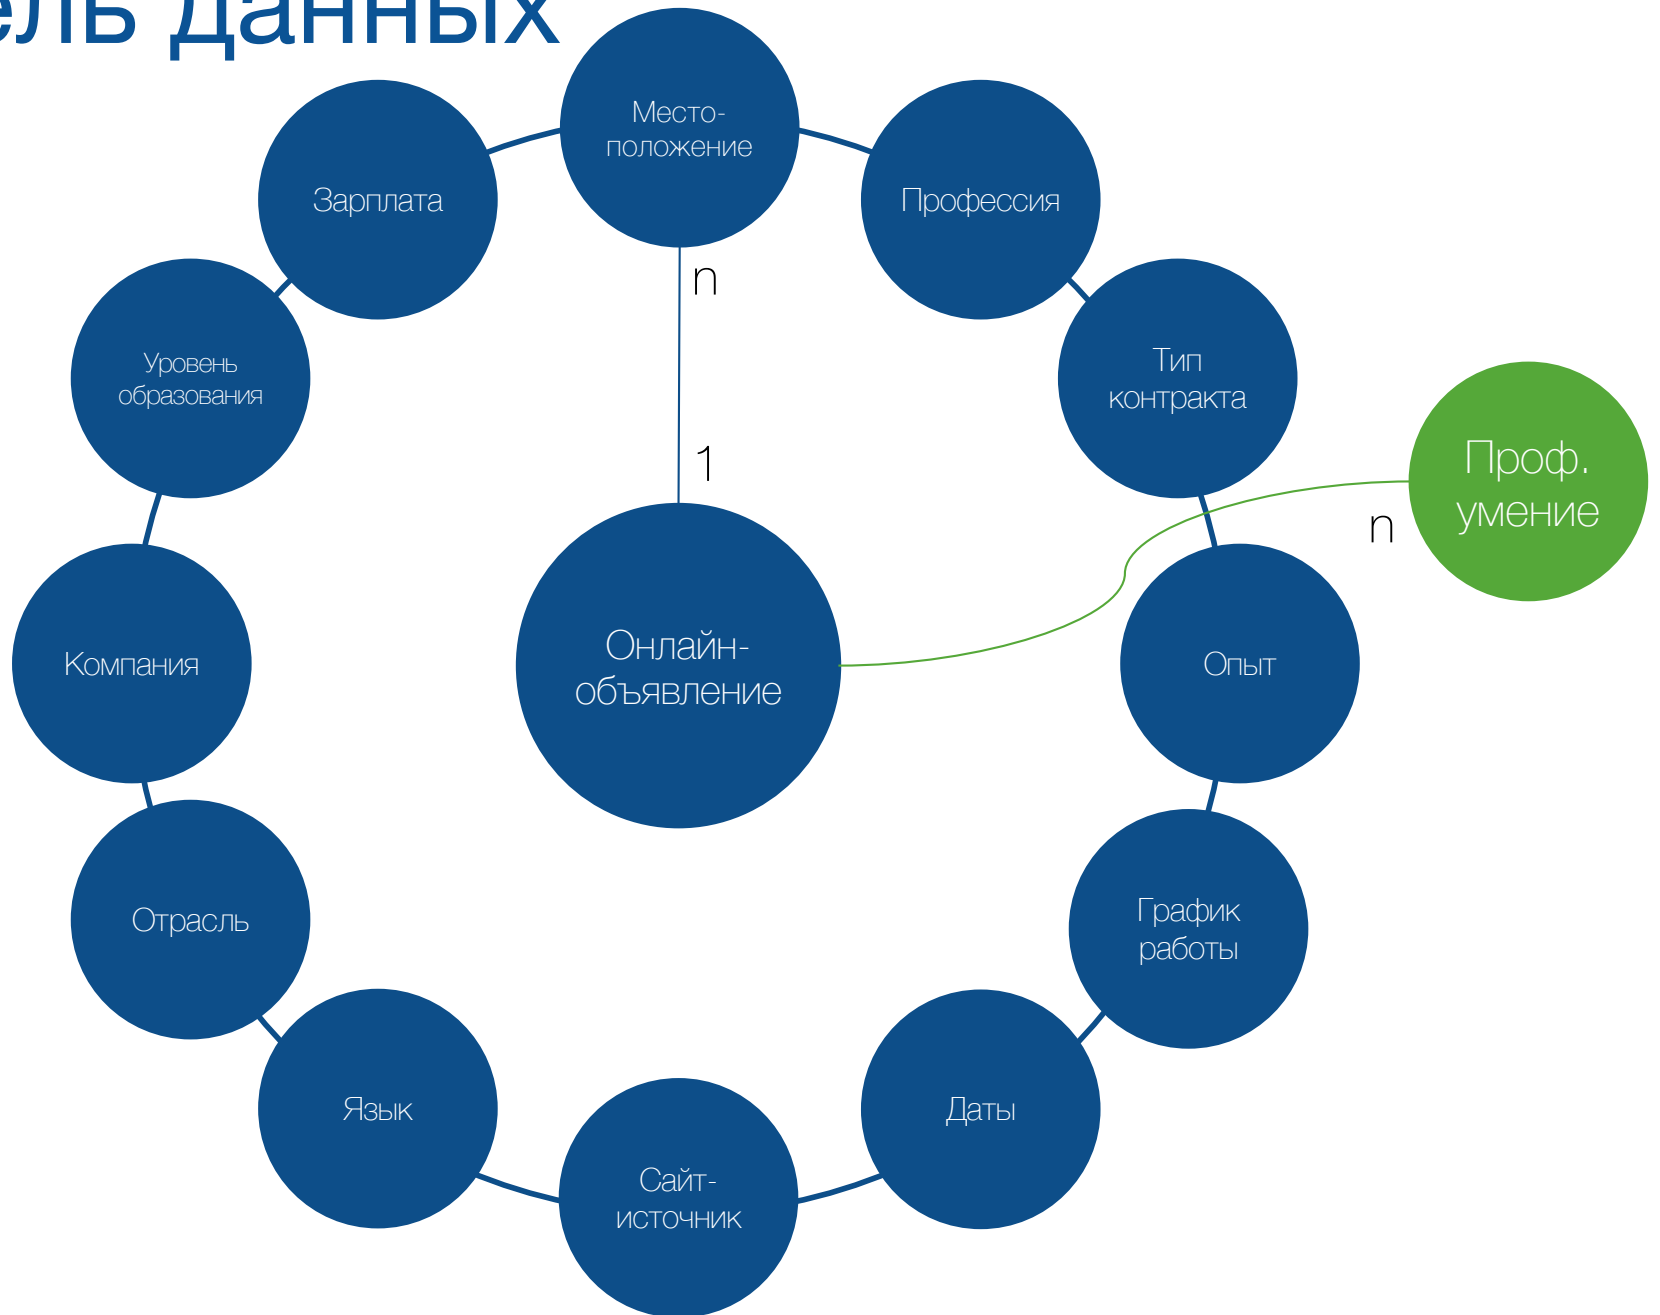 данных
Место-
положение
Зарплата
Профессия
n
Уровень
образования
Тип
контракта
1
Проф.
умение
n
Онлайн-
объявление
Компания
Опыт
Отрасль
График
работы
Язык
Даты
Сайт-
источник